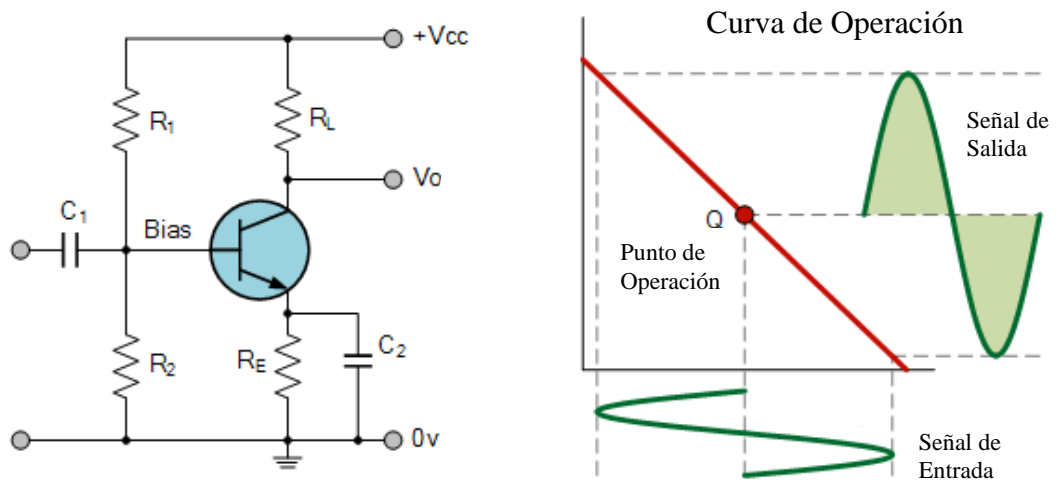 +Vcc
R1
RL
Vo
C1
Bias
R2
RE
C2
0v
Curva de Operación
Señal de
Salida
Q
Punto de
Operación
Señal de
Entrada